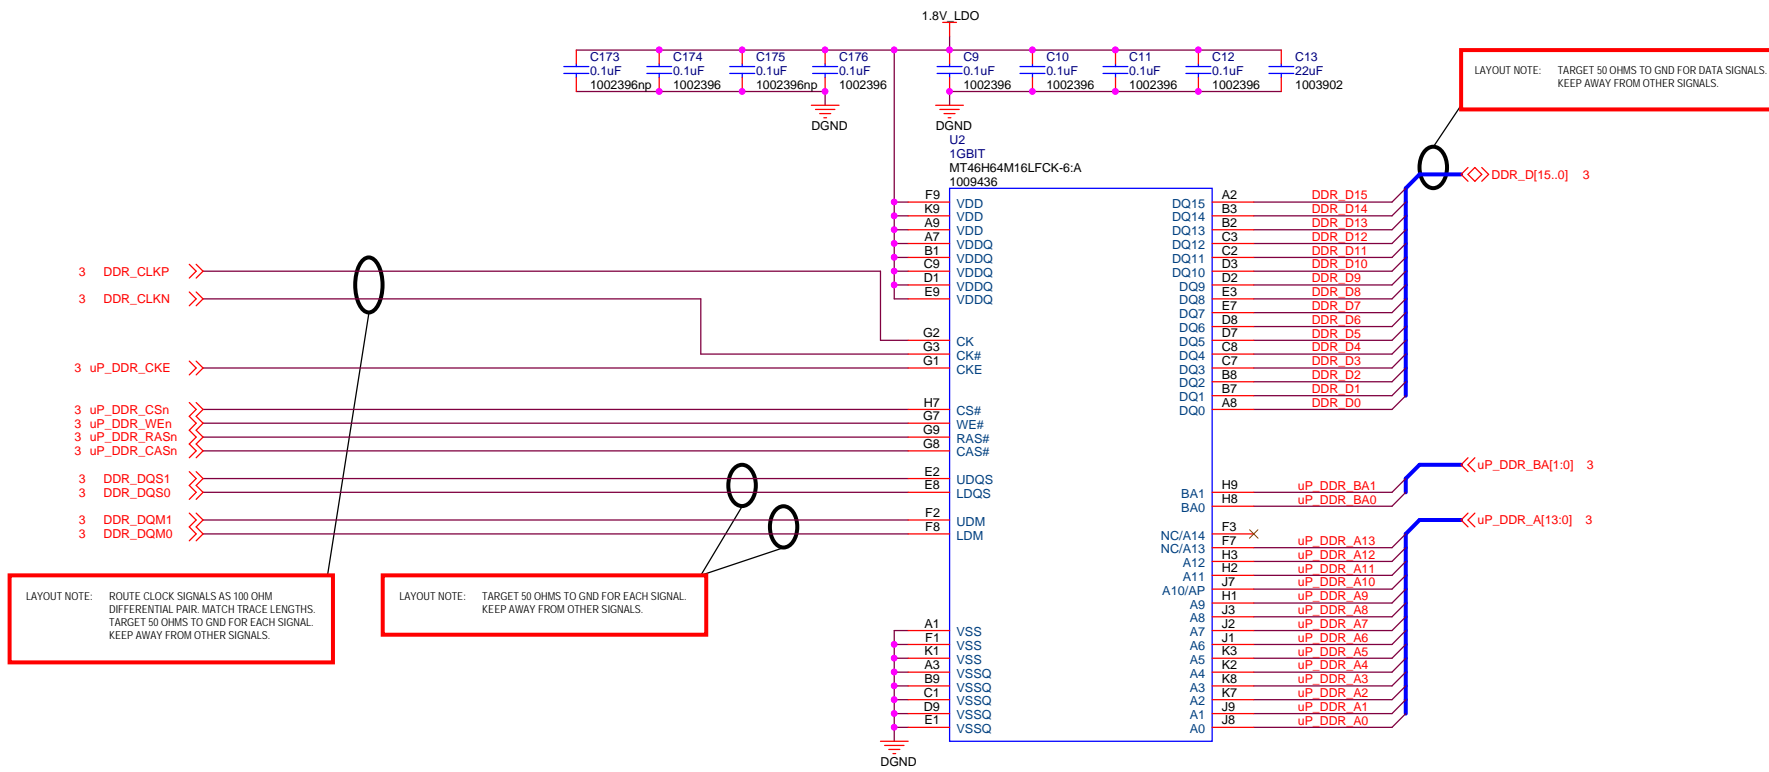 1.8V_LDO
C173
0.1uF
1002396np
C174
0.1uF
1002396
C175
0.1uF
1002396np
C176
0.1uF
1002396
C9
0.1uF
1002396
C10
0.1uF
1002396
C11
0.1uF
1002396
C12
0.1uF
1002396
C13
22uF
1003902
DGND
DGND
LAYOUT NOTE: TARGET 50 OHMS TO GND FOR DATA SIGNALS.
KEEP AWAY FROM OTHER SIGNALS.
U2
1GBIT
MT46H64M16LFCK-6:A
1009436
3 DDR_CLKP
3 DDR_CLKN
3 uP_DDR_CKE
3 uP_DDR_CSn
3 uP_DDR_WEn
3 uP_DDR_RASn
3 uP_DDR_CASn
3 DDR_DQS1
3 DDR_DQS0
3 DDR_DQM1
3 DDR_DQM0
F9 VDD
K9 VDD
A9 VDD
A7 VDDQ
B1 VDDQ
C9 VDDQ
D1 VDDQ
E9 VDDQ
G2 CK
G3 CK#
G1 CKE
H7 CS#
G7 WE#
G9 RAS#
G8 CAS#
E2 UDQS
E8 LDQS
F2 UDM
F8 LDM
A1 VSS
F1 VSS
K1 VSS
A3 VSSQ
B9 VSSQ
C1 VSSQ
D9 VSSQ
E1 VSSQ
DGND
DQ15 A2 DDR_D15
DQ14 B3 DDR_D14
DQ13 B2 DDR_D13
DQ12 C3 DDR_D12
DQ11 C2 DDR_D11
DQ10 D3 DDR_D10
DQ9 D2 DDR_D9
DQ8 E3 DDR_D8
DQ7 E7 DDR_D7
DQ6 D8 DDR_D6
DQ5 D7 DDR_D5
DQ4 C8 DDR_D4
DQ3 C7 DDR_D3
DQ2 B8 DDR_D2
DQ1 B7 DDR_D1
DQ0 A8 DDR_D0
DDR_D[15..0] 3
BA1 H9 uP_DDR_BA1
BA0 H8 uP_DDR_BA0
uP_DDR_BA[1:0] 3
NC/A14 F3
NC/A13 F7 uP_DDR_A13
A12 H3 uP_DDR_A12
A11 H2 uP_DDR_A11
A10/AP J7 uP_DDR_A10
A9 H1 uP_DDR_A9
A8 J3 uP_DDR_A8
A7 J2 uP_DDR_A7
A6 J1 uP_DDR_A6
A5 K3 uP_DDR_A5
A4 K2 uP_DDR_A4
A3 K8 uP_DDR_A3
A2 K7 uP_DDR_A2
A1 J9 uP_DDR_A1
A0 J8 uP_DDR_A0
uP_DDR_A[13:0] 3
LAYOUT NOTE: ROUTE CLOCK SIGNALS AS 100 OHM
DIFFERENTIAL PAIR. MATCH TRACE LENGTHS.
TARGET 50 OHMS TO GND FOR EACH SIGNAL.
KEEP AWAY FROM OTHER SIGNALS.
LAYOUT NOTE: TARGET 50 OHMS TO GND FOR EACH SIGNAL.
KEEP AWAY FROM OTHER SIGNALS.